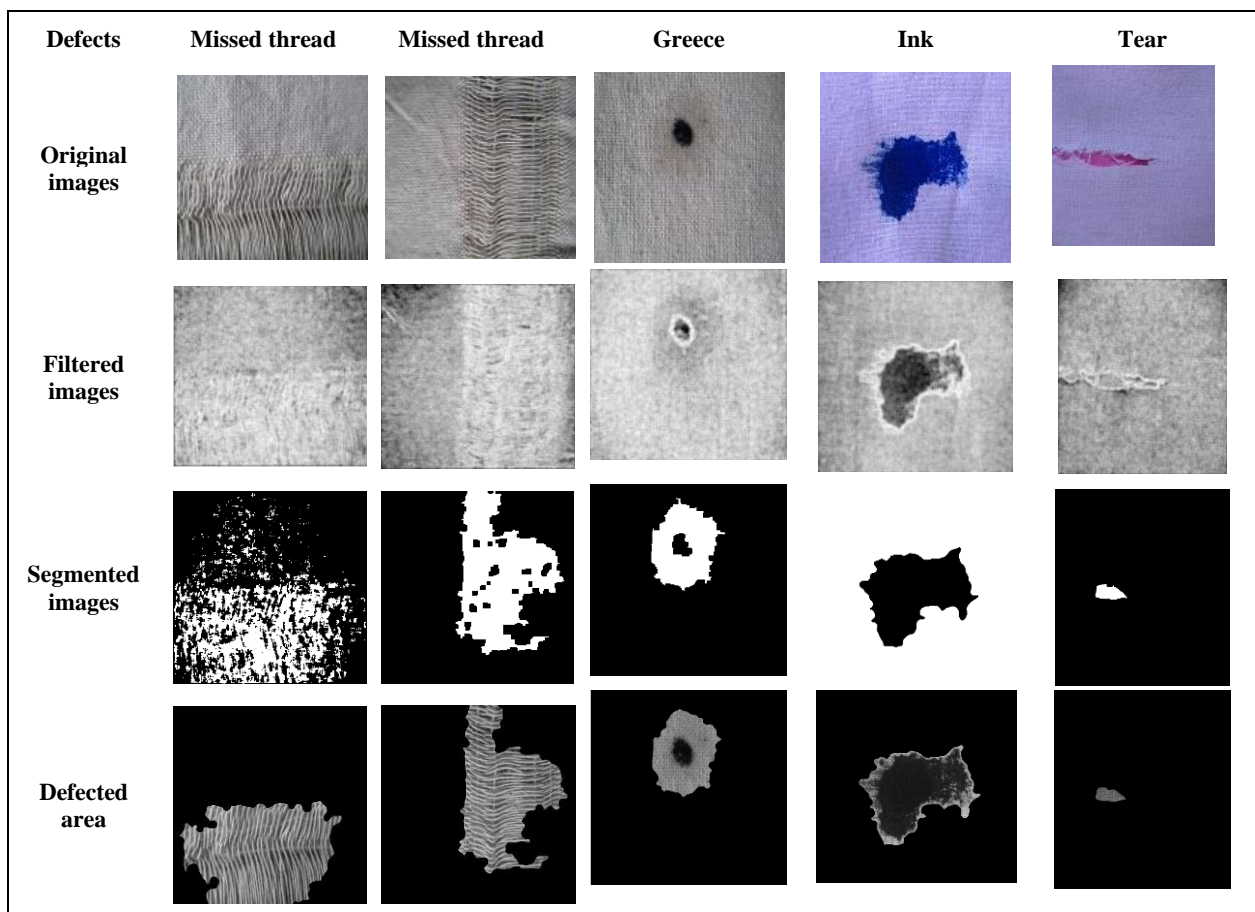 Defects Missed thread Missed thread Greece Ink Tear
Original
images
Filtered
images
Segmented
images
Defected
area